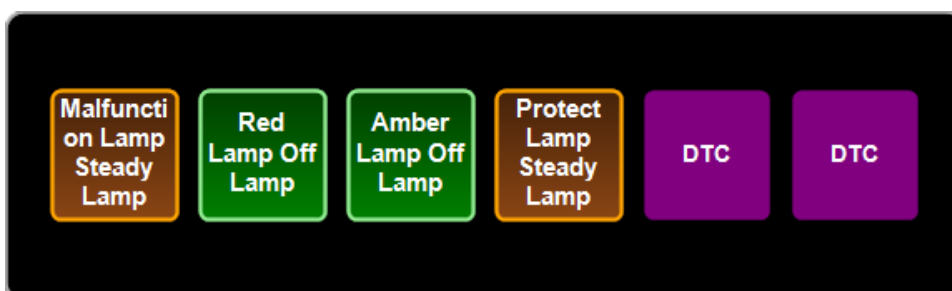 Malfuncti
on Lamp
Steady
Lamp
Red
Lamp Off
Lamp
Amber
Lamp Off
Lamp
Protect
Lamp
Steady
Lamp
DTC
DTC